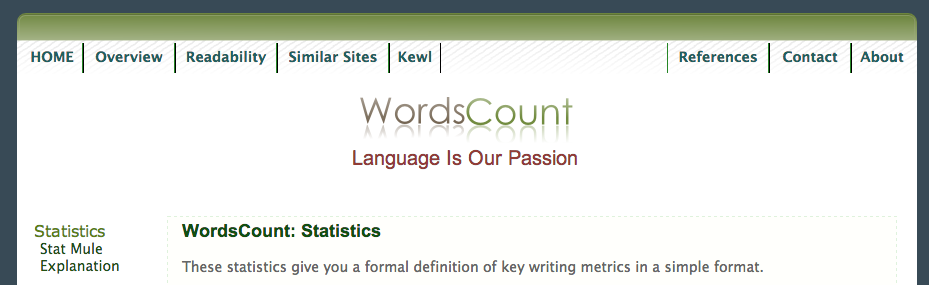 HOME Overview Readability Similar Sites Kewl References Contact About
WordsCount
Language Is Our Passion
Statistics
Stat Mule
Explanation
WordsCount: Statistics
These statistics give you a formal definition of key writing metrics in a simple format.